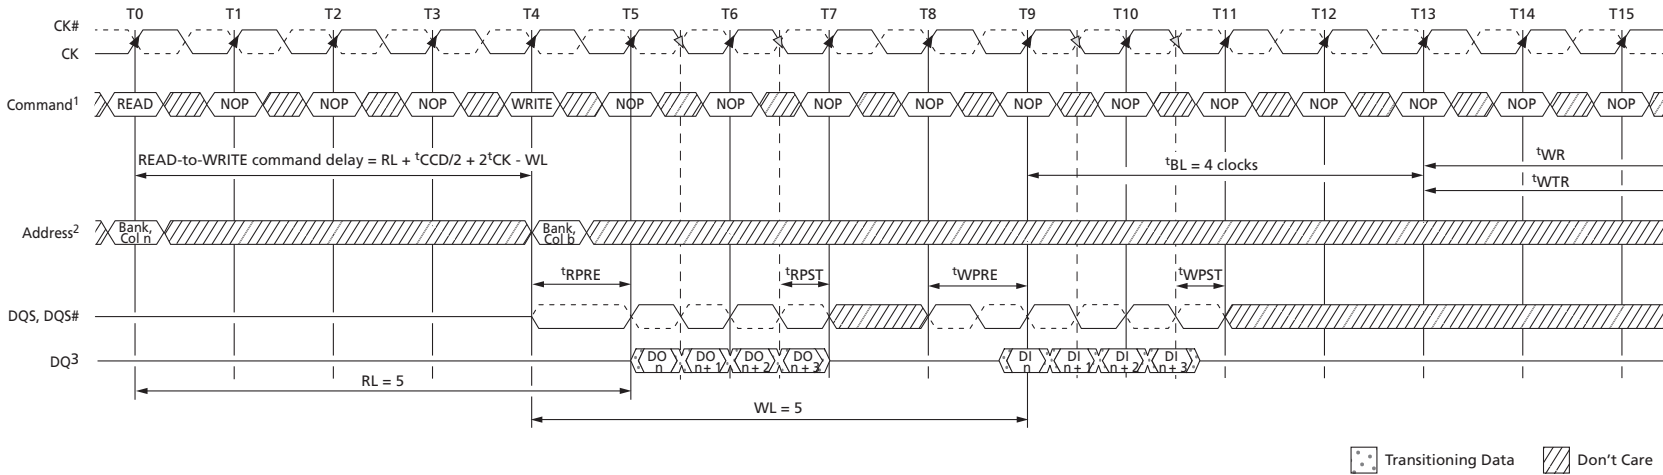 T0 T1 T2 T3 T4 T5 T6 T7 T8 T9 T10 T11 T12 T13 T14 T15
CK#
CK
Command1 READ NOP NOP NOP WRITE NOP NOP NOP NOP NOP NOP NOP NOP NOP NOP NOP
READ-to-WRITE command delay = RL + tCCD/2 + 2tCK - WL
tBL = 4 clocks
tWR
tWTR
Address2 Bank, Col n Bank, Col b
tRPRE tRPST tWPRE tWPST
DQS, DQS#
DQ3 DO n DO n + 1 DO n + 2 DO n + 3 DI n DI n + 1 DI n + 2 DI n + 3
RL = 5
WL = 5
Transitioning Data Don't Care